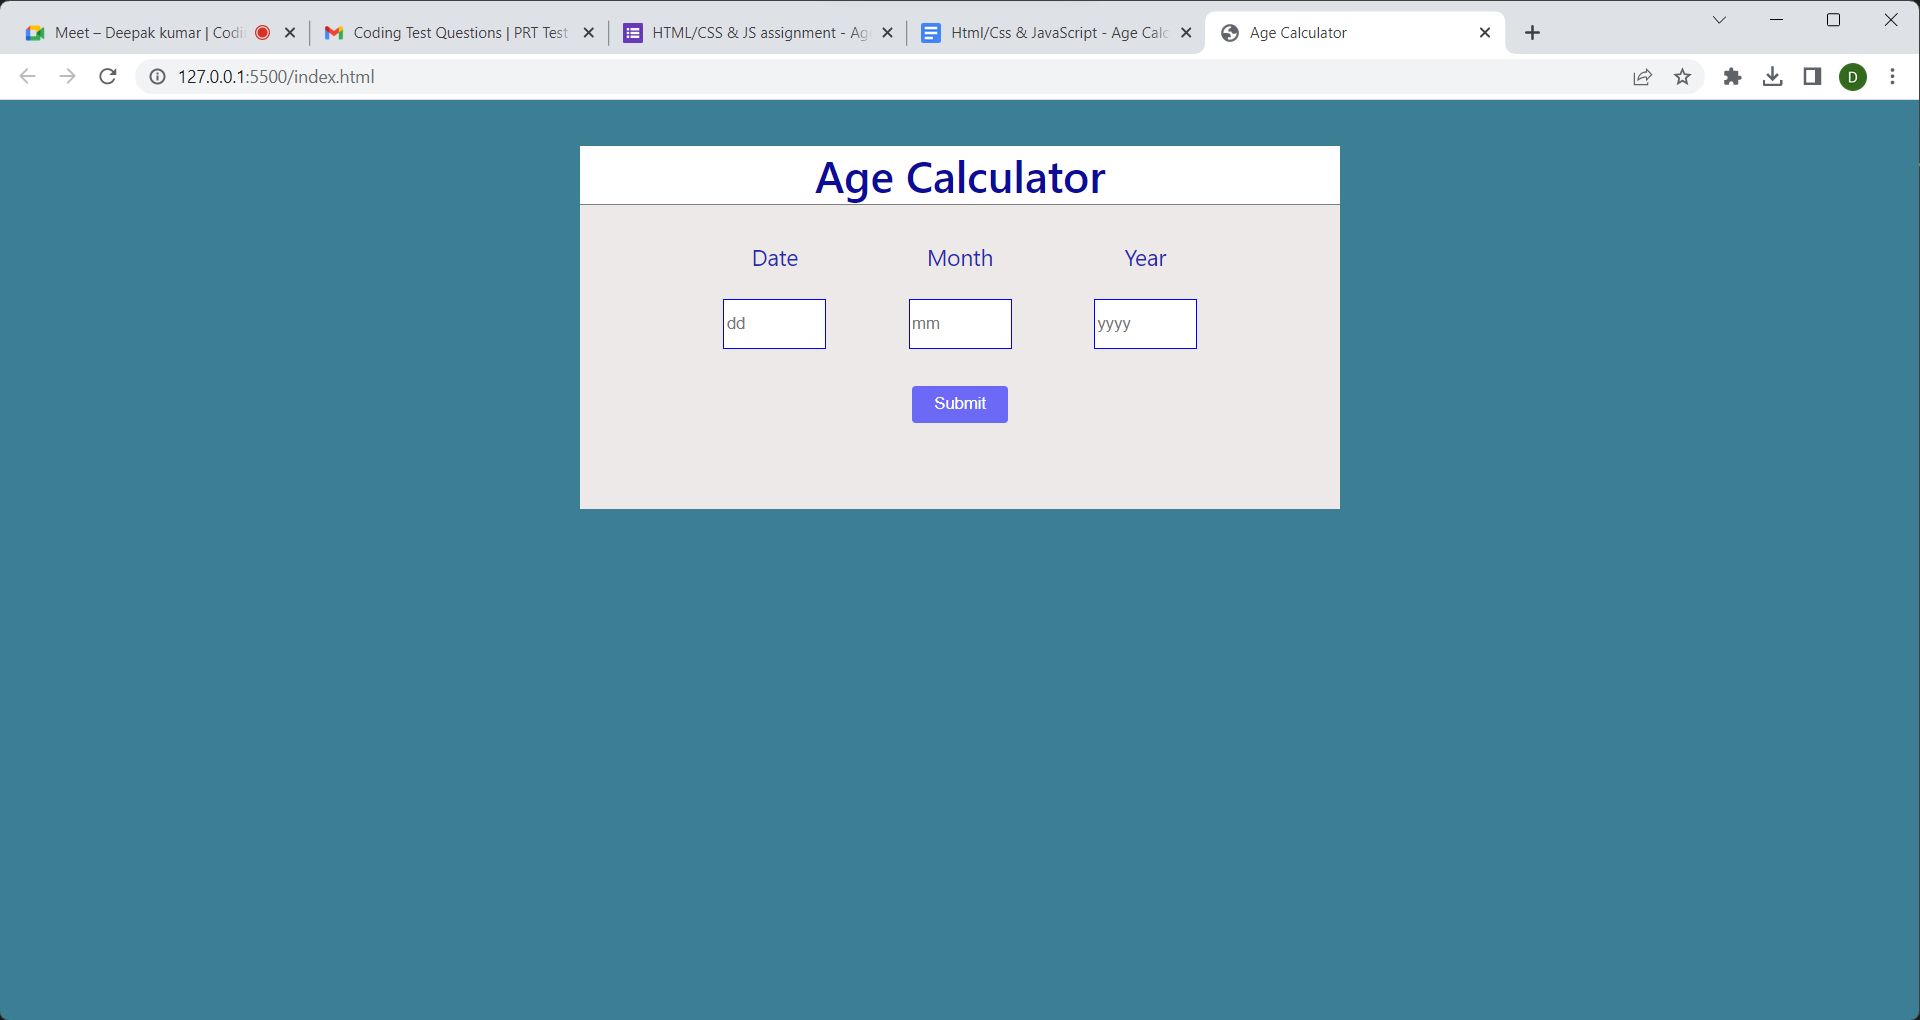 Meet – Deepak kumar | Codi
Coding Test Questions | PRT Test
HTML/CSS & JS assignment - Ag
Html/Css & JavaScript - Age Calc
Age Calculator
127.0.0.1:5500/index.html
D
Age Calculator
Date Month Year
dd mm yyyy
Submit